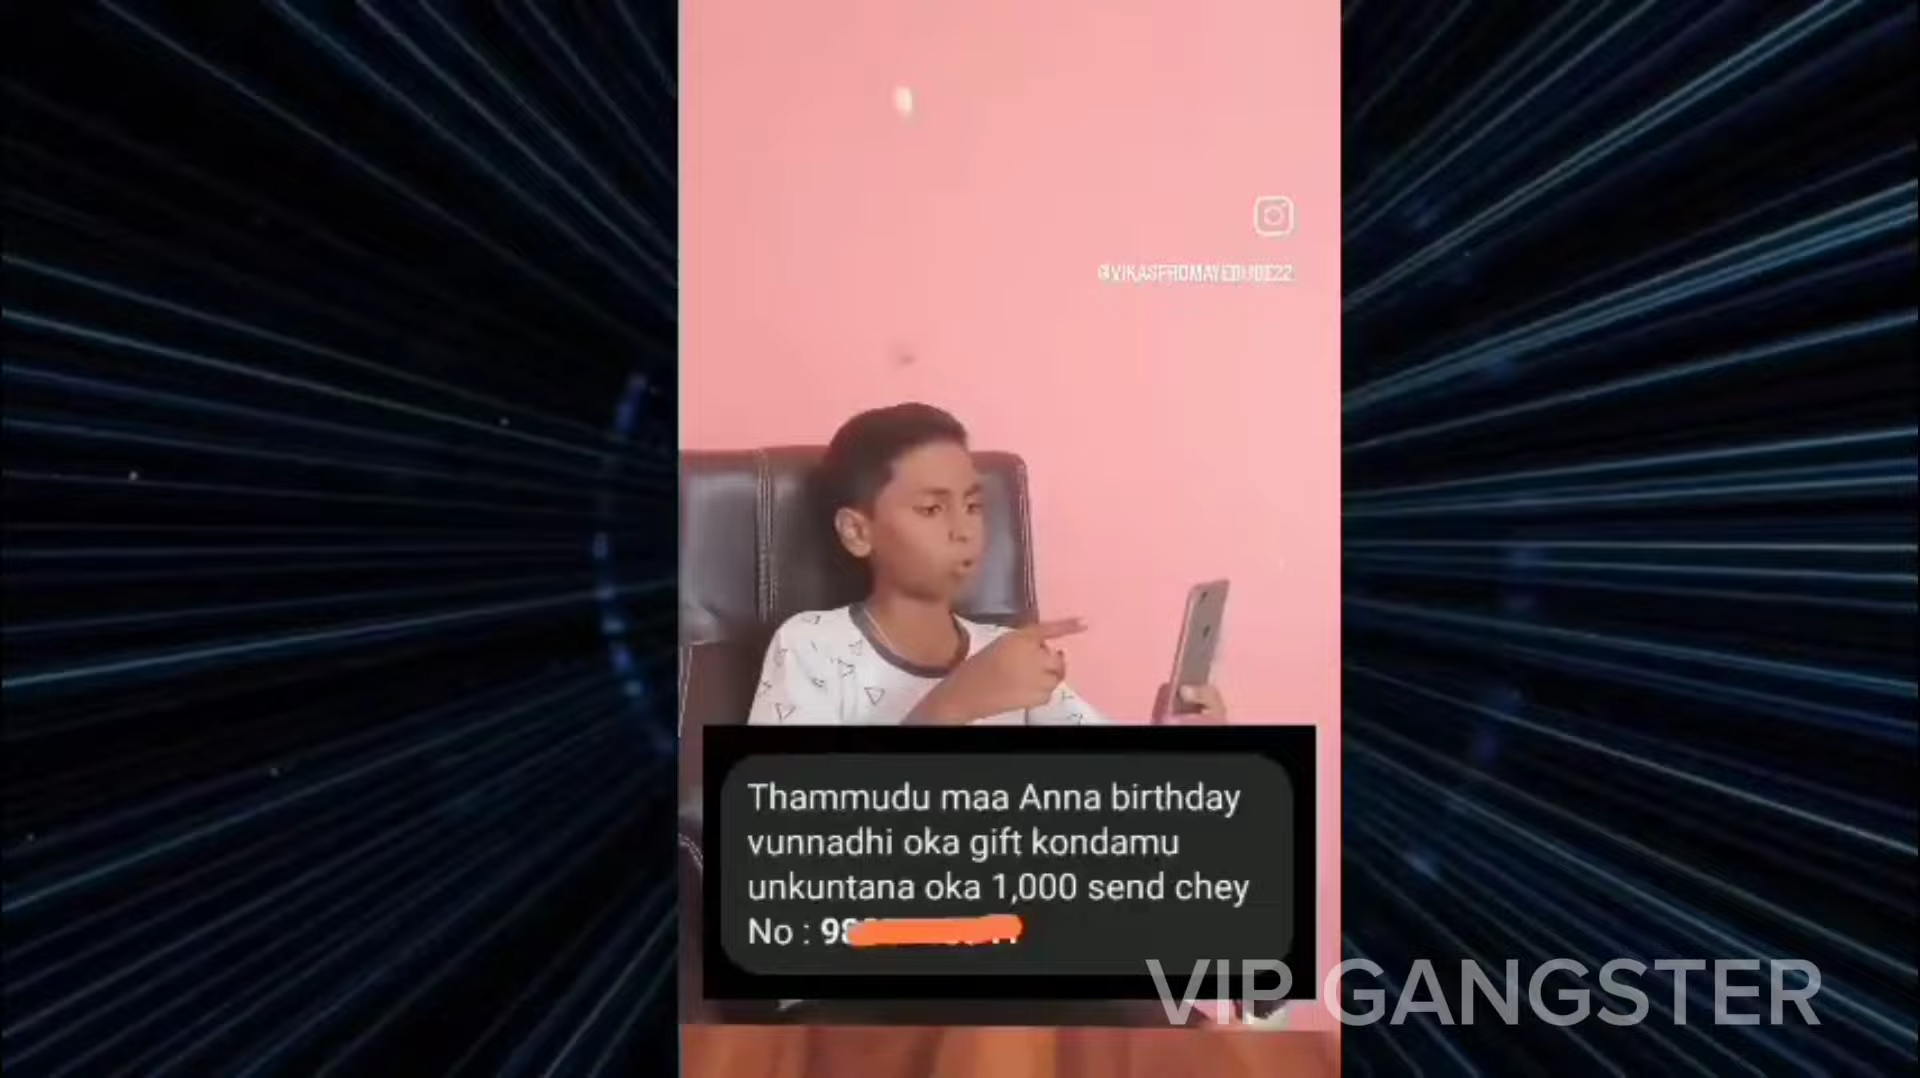 Thammudu maa Anna birthday
vunnadhi oka gift kondamu
unkuntana oka 1,000 send chey
No : 98
VIP GANGSTER